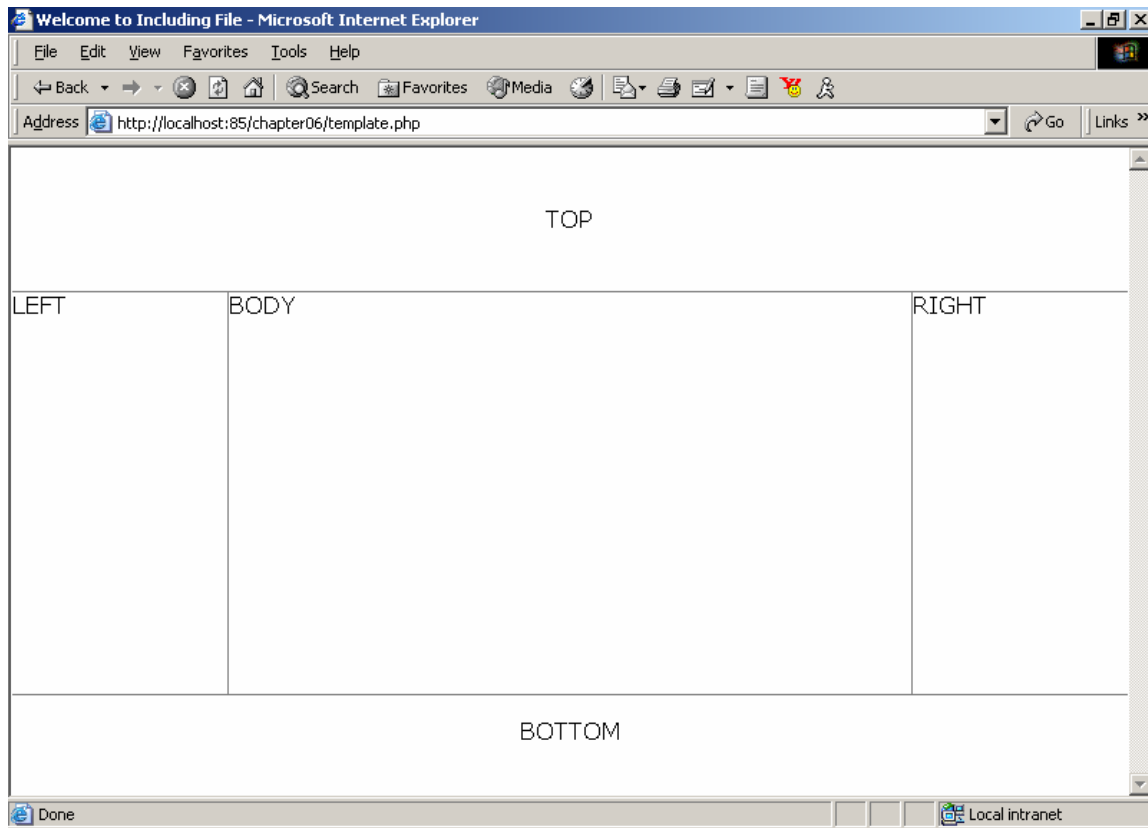 Welcome to Including File - Microsoft Internet Explorer
File Edit View Favorites Tools Help
Back Search Favorites Media
Address http://localhost:85/chapter06/template.php Go Links »
TOP
LEFT BODY RIGHT
BOTTOM
Done Local intranet